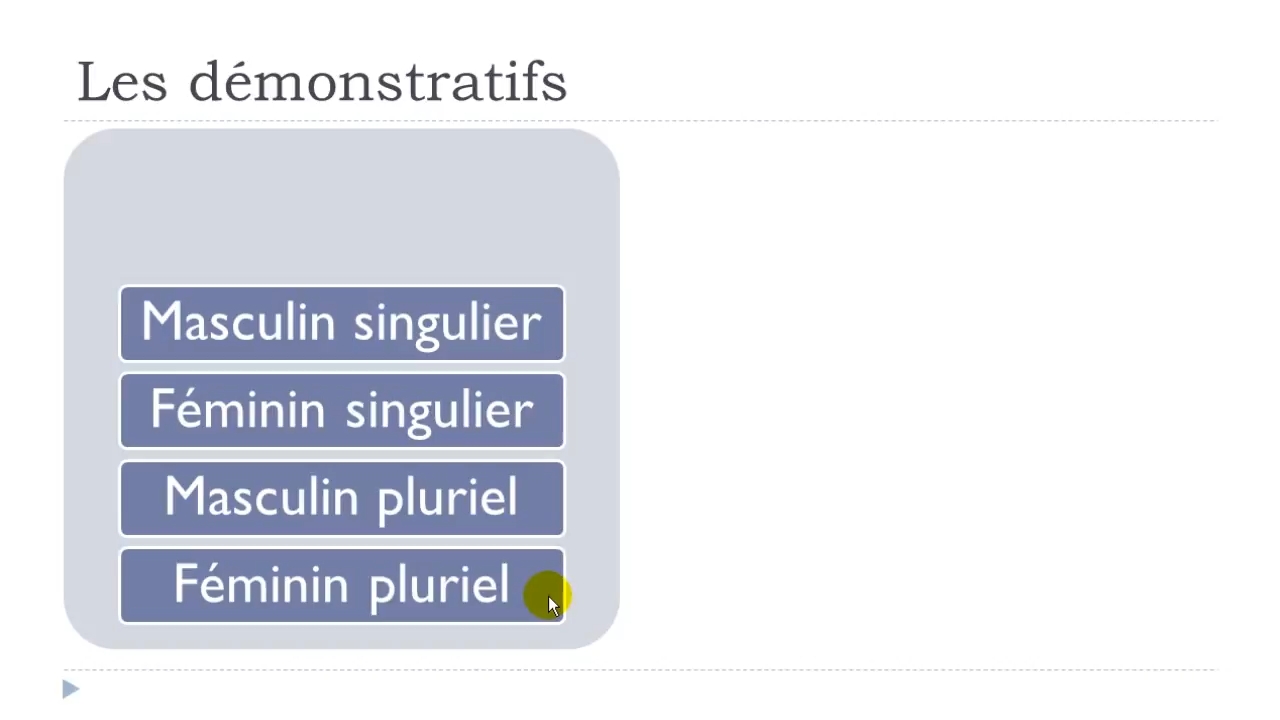 Les démonstratifs
Masculin singulier
Féminin singulier
Masculin pluriel
Féminin pluriel